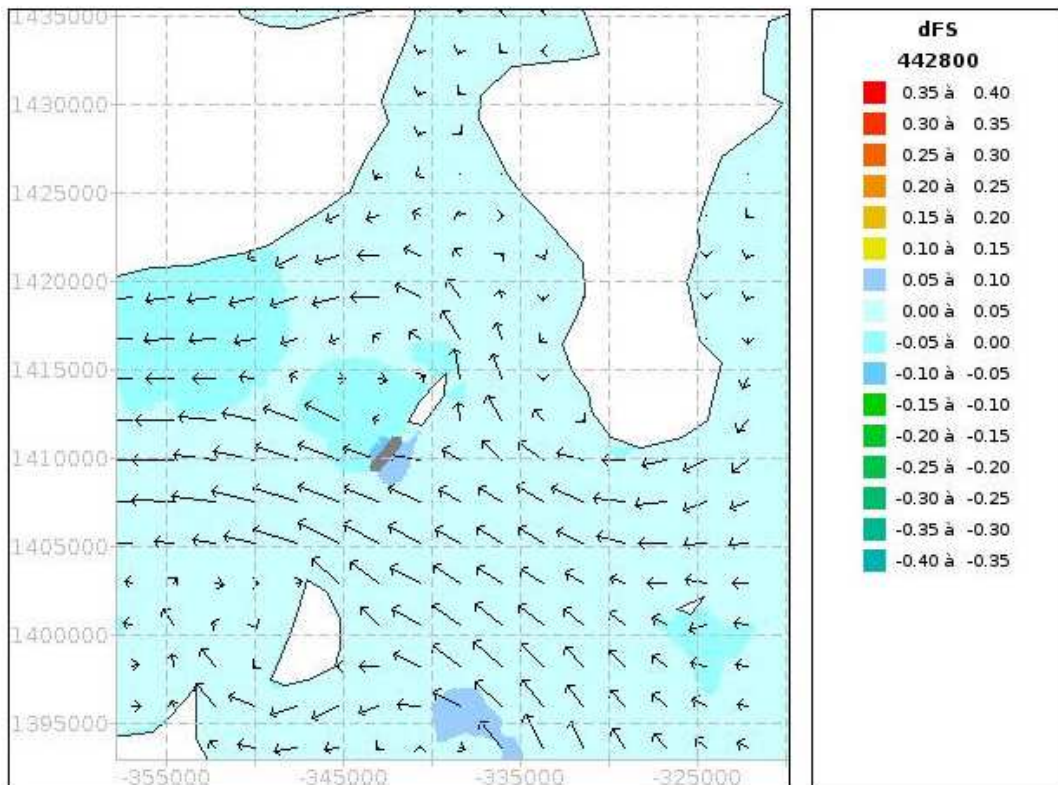 dFS
442800
0.35 à 0.40
0.30 à 0.35
0.25 à 0.30
0.20 à 0.25
0.15 à 0.20
0.10 à 0.15
0.05 à 0.10
0.00 à 0.05
-0.05 à 0.00
-0.10 à -0.05
-0.15 à -0.10
-0.20 à -0.15
-0.25 à -0.20
-0.30 à -0.25
-0.35 à -0.30
-0.40 à -0.35
1435000
1430000
1425000
1420000
1415000
1410000
1405000
1400000
1395000
-355000 -345000 -335000 -325000